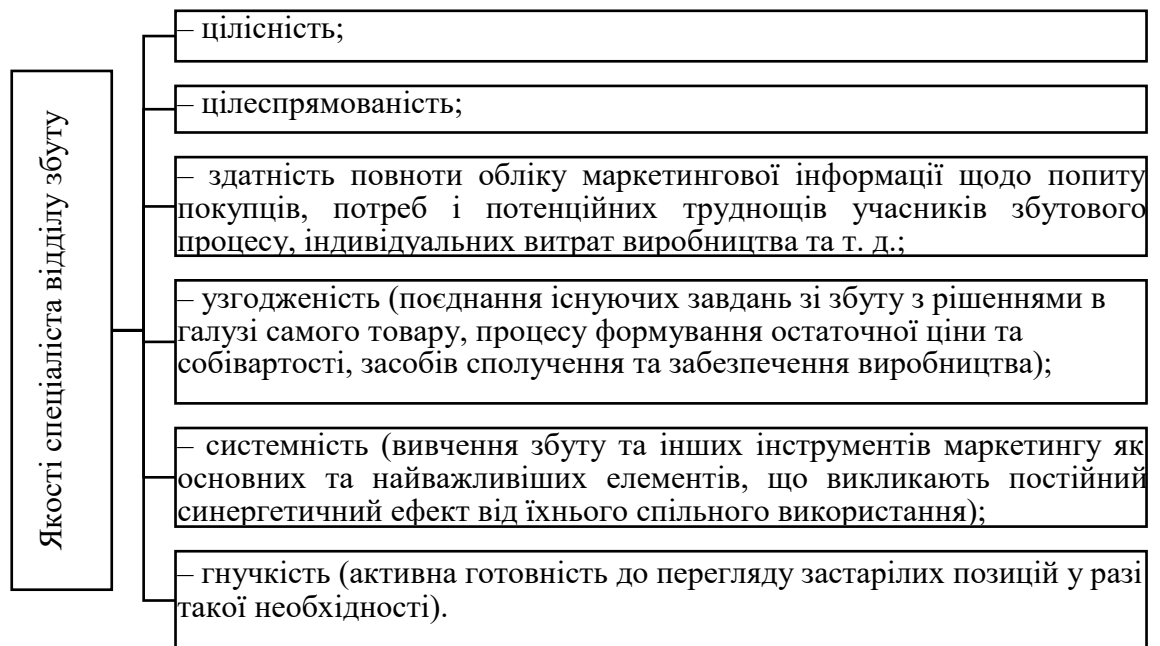 Якості спеціаліста відділу збуту
– цілісність;
– цілеспрямованість;
– здатність повноти обліку маркетингової інформації щодо попиту
покупців, потреб і потенційних труднощів учасників збутового
процесу, індивідуальних витрат виробництва та т. д.;
– узгодженість (поєднання існуючих завдань зі збуту з рішеннями в
галузі самого товару, процесу формування остаточної ціни та
собівартості, засобів сполучення та забезпечення виробництва);
– системність (вивчення збуту та інших інструментів маркетингу як
основних та найважливіших елементів, що викликають постійний
синергетичний ефект від їхнього спільного використання);
– гнучкість (активна готовність до перегляду застарілих позицій у разі
такої необхідності).